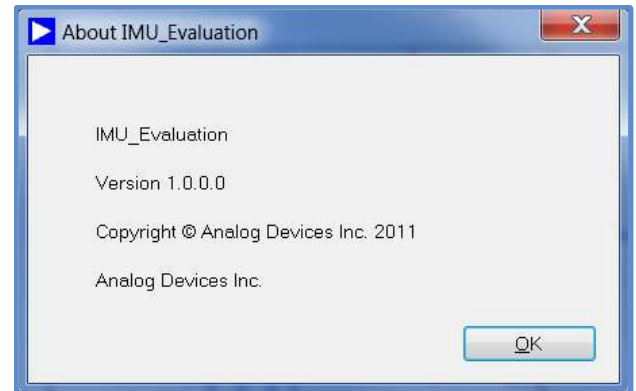 About IMU_Evaluation
IMU_Evaluation
Version 1.0.0.0
Copyright © Analog Devices Inc. 2011
Analog Devices Inc.
OK